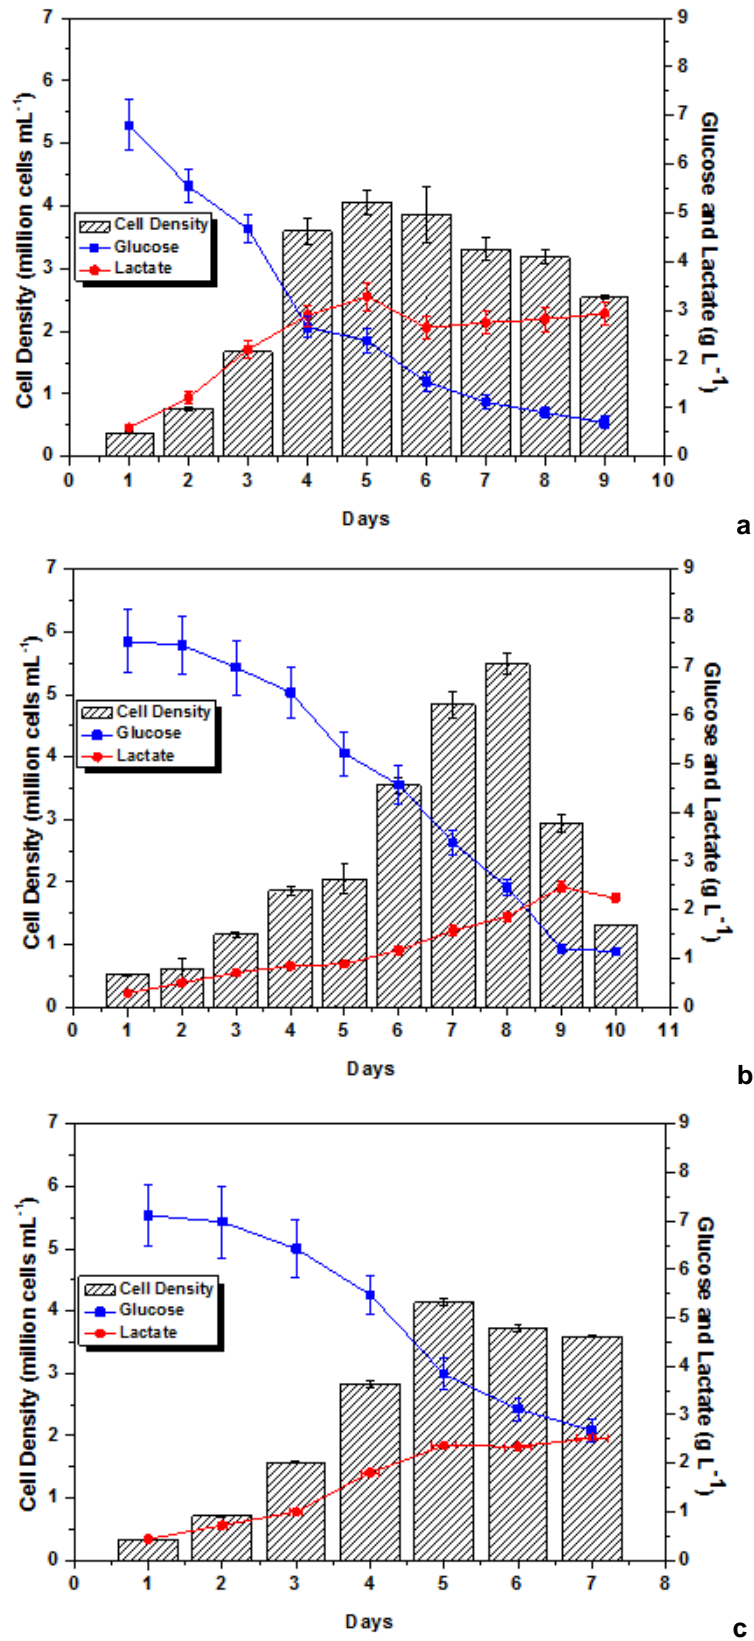 Cell Density (million cells mL⁻¹)
7
6
5
4
3
2
1
0
Cell Density
Glucose
Lactate
9
8
7
6
5
4
3
2
1
0
Glucose and Lactate (g L⁻¹)
0 1 2 3 4 5 6 7 8 9 10
Days
a
Cell Density (million cells mL⁻¹)
7
6
5
4
3
2
1
0
Cell Density
Glucose
Lactate
9
8
7
6
5
4
3
2
1
0
Glucose and Lactate (g L⁻¹)
0 1 2 3 4 5 6 7 8 9 10 11
Days
b
Cell Density (million cells mL⁻¹)
7
6
5
4
3
2
1
0
Cell Density
Glucose
Lactate
9
8
7
6
5
4
3
2
1
0
Glucose and Lactate (g L⁻¹)
0 1 2 3 4 5 6 7 8
Days
c